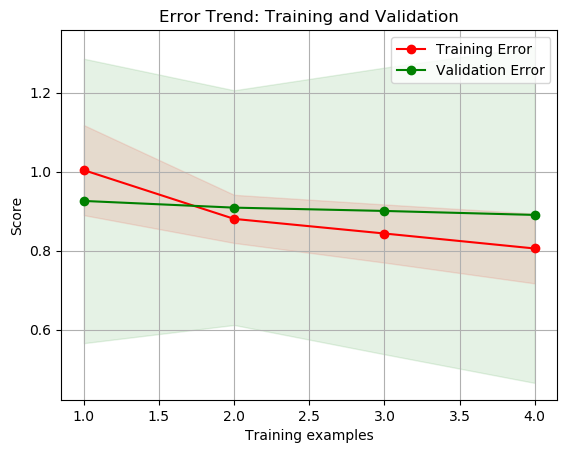 Error Trend: Training and Validation
Training Error
Validation Error
1.2
1.0
0.8
0.6
Score
1.0 1.5 2.0 2.5 3.0 3.5 4.0
Training examples